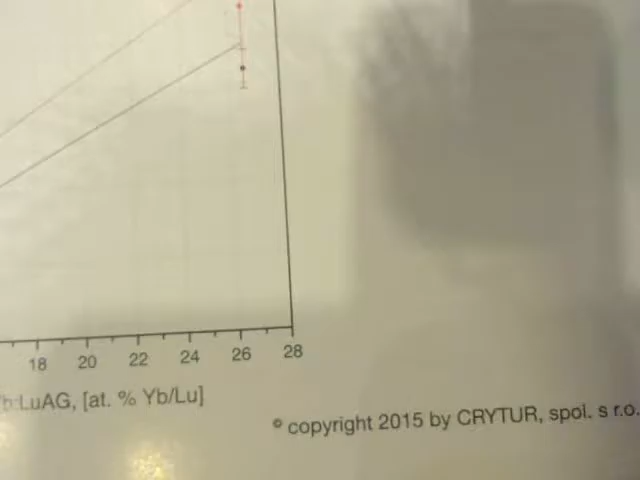 18 20 22 24 26 28
b:LuAG, [at. % Yb/Lu]
© copyright 2015 by CRYTUR, spol. s r.o.